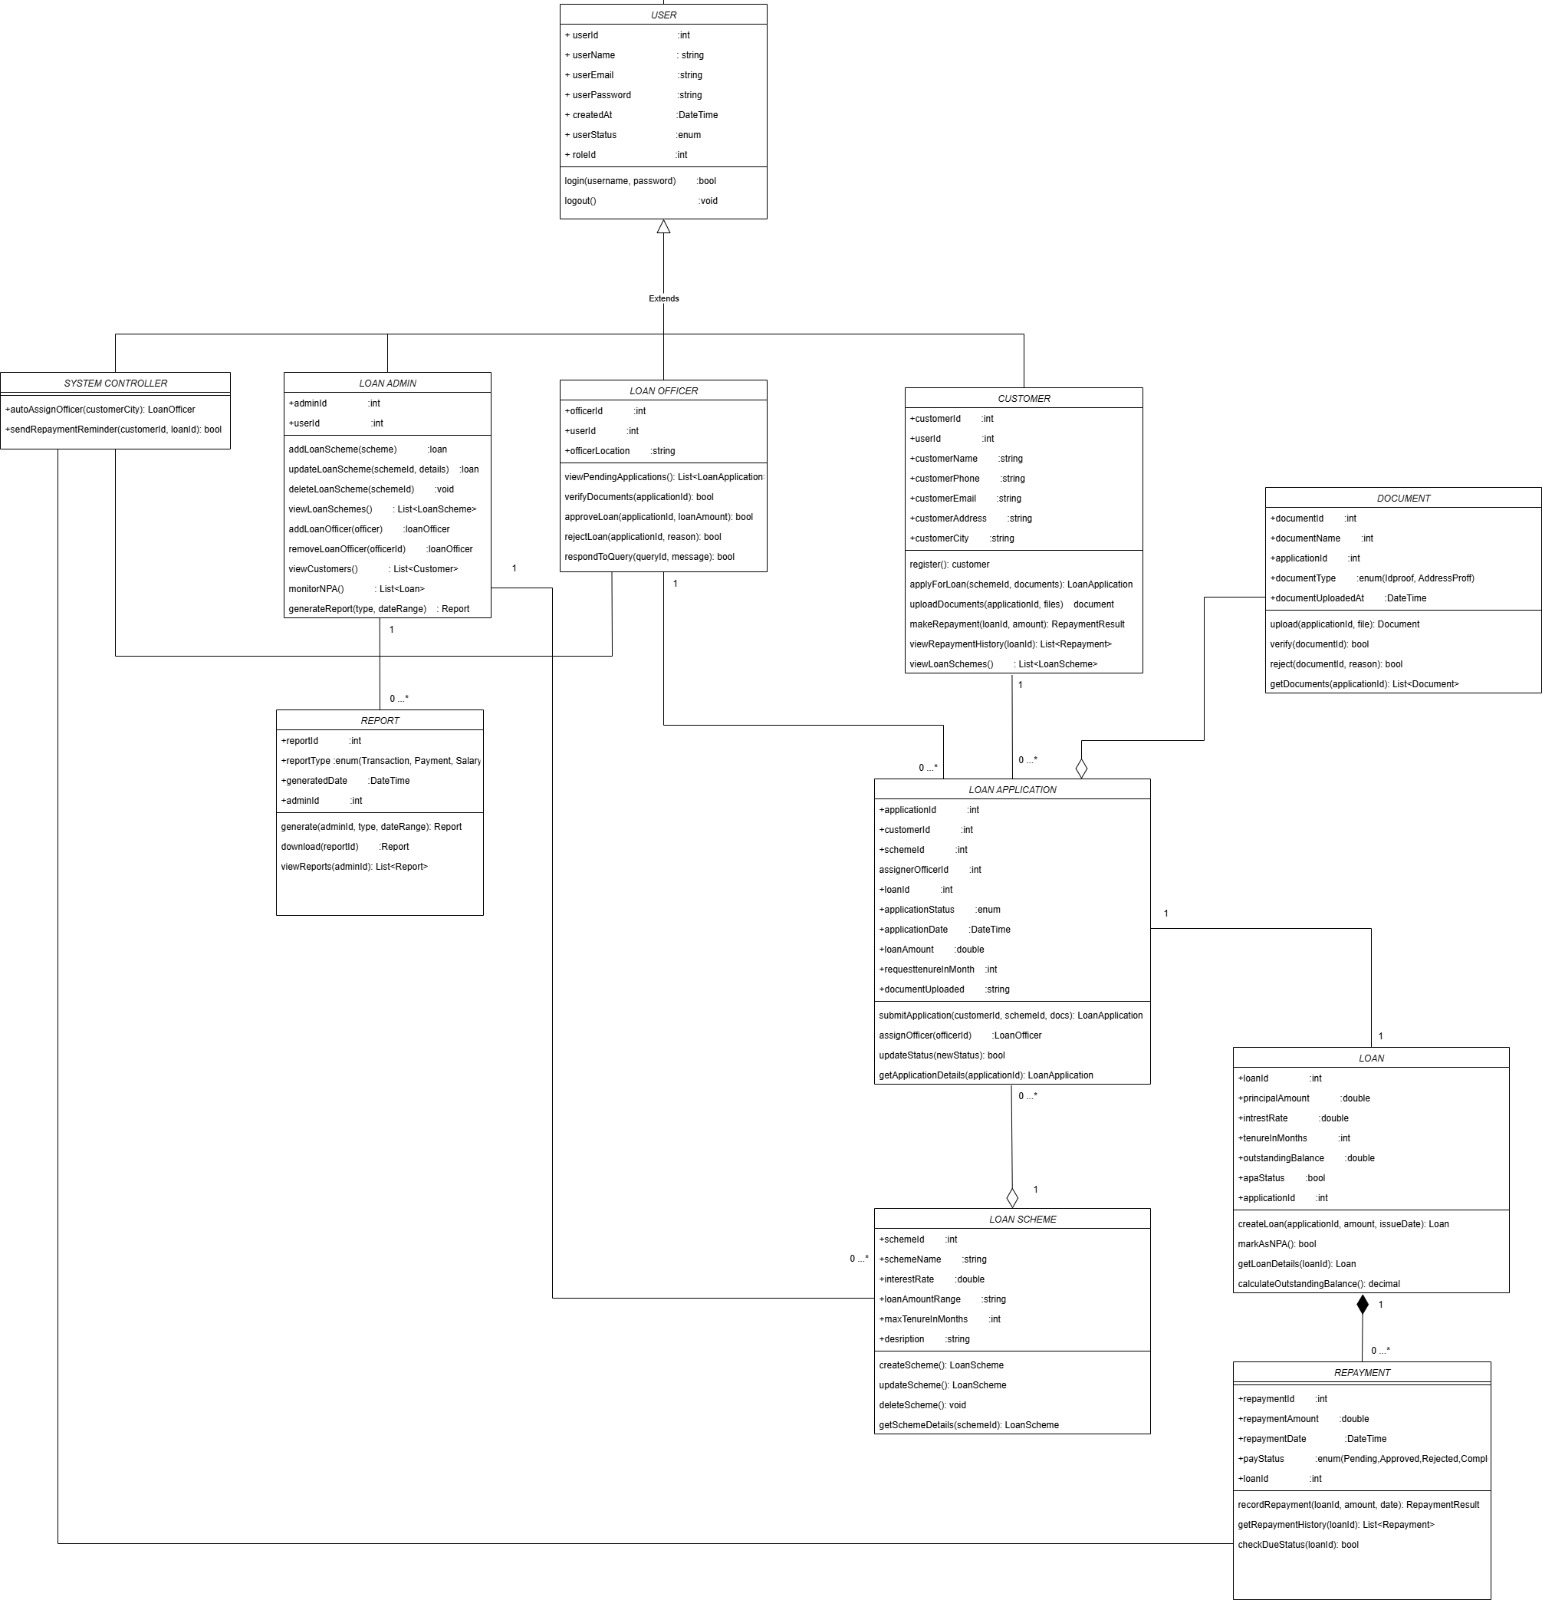 USER
+ userId :int
+ userName : string
+ userEmail :string
+ userPassword :string
+ createdAt :DateTime
+ userStatus :enum
+ roleId :int
login(username, password) :bool
logout() :void
Extends
SYSTEM CONTROLLER
+autoAssignOfficer(customerCity): LoanOfficer
+sendRepaymentReminder(customerId, loanId): bool
LOAN ADMIN
+adminId :int
+userId :int
addLoanScheme(scheme) :loan
updateLoanScheme(schemeId, details) :loan
deleteLoanScheme(schemeId) :void
viewLoanSchemes() : List<LoanScheme>
addLoanOfficer(officer) :loanOfficer
removeLoanOfficer(officerId) :loanOfficer
viewCustomers() : List<Customer>
monitorNPA() : List<Loan>
generateReport(type, dateRange) : Report
1
1
0 ...*
LOAN OFFICER
+officerId :int
+userId :int
+officerLocation :string
viewPendingApplications(): List<LoanApplication
verifyDocuments(applicationId): bool
approveLoan(applicationId, loanAmount): bool
rejectLoan(applicationId, reason): bool
respondToQuery(queryId, message): bool
1
CUSTOMER
+customerId :int
+userId :int
+customerName :string
+customerPhone :string
+customerEmail :string
+customerAddress :string
+customerCity :string
register(): customer
applyForLoan(schemeId, documents): LoanApplication
uploadDocuments(applicationId, files) document
makeRepayment(loanId, amount): RepaymentResult
viewRepaymentHistory(loanId): List<Repayment>
viewLoanSchemes() : List<LoanScheme>
1
0 ...*
0 ...*
DOCUMENT
+documentId :int
+documentName :int
+applicationId :int
+documentType :enum(Idproof, AddressProff)
+documentUploadedAt :DateTime
upload(applicationId, file): Document
verify(documentId): bool
reject(documentId, reason): bool
getDocuments(applicationId): List<Document>
REPORT
+reportId :int
+reportType :enum(Transaction, Payment, Salary
+generatedDate :DateTime
+adminId :int
generate(adminId, type, dateRange): Report
download(reportId) :Report
viewReports(adminId): List<Report>
LOAN APPLICATION
+applicationId :int
+customerId :int
+schemeId :int
assignerOfficerId :int
+loanId :int
+applicationStatus :enum
+applicationDate :DateTime
+loanAmount :double
+requesttenureInMonth :int
+documentUploaded :string
submitApplication(customerId, schemeId, docs): LoanApplication
assignOfficer(officerId) :LoanOfficer
updateStatus(newStatus): bool
getApplicationDetails(applicationId): LoanApplication
1
1
0 ...*
1
LOAN
+loanId :int
+principalAmount :double
+intrestRate :double
+tenureInMonths :int
+outstandingBalance :double
+apaStatus :bool
+applicationId :int
createLoan(applicationId, amount, issueDate): Loan
markAsNPA(): bool
getLoanDetails(loanId): Loan
calculateOutstandingBalance(): decimal
1
0 ...*
LOAN SCHEME
0 ...*
+schemeId :int
+schemeName :string
+interestRate :double
+loanAmountRange :string
+maxTenureInMonths :int
+desription :string
createScheme(): LoanScheme
updateScheme(): LoanScheme
deleteScheme(): void
getSchemeDetails(schemeId): LoanScheme
REPAYMENT
+repaymentId :int
+repaymentAmount :double
+repaymentDate :DateTime
+payStatus :enum(Pending,Approved,Rejected,Compl
+loanId :int
recordRepayment(loanId, amount, date): RepaymentResult
getRepaymentHistory(loanId): List<Repayment>
checkDueStatus(loanId): bool